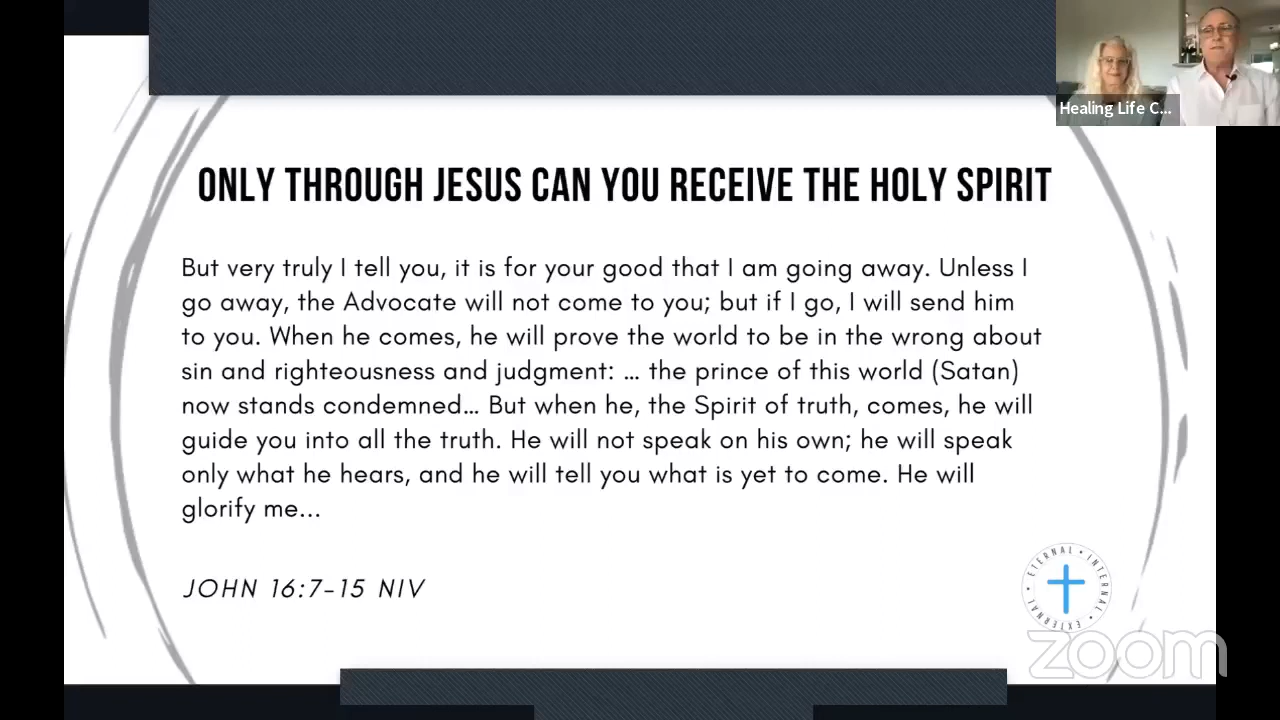 Healing Life C...
ONLY THROUGH JESUS CAN YOU RECEIVE THE HOLY SPIRIT
But very truly I tell you, it is for your good that I am going away. Unless I
go away, the Advocate will not come to you; but if I go, I will send him
to you. When he comes, he will prove the world to be in the wrong about
sin and righteousness and judgment: ... the prince of this world (Satan)
now stands condemned... But when he, the Spirit of truth, comes, he will
guide you into all the truth. He will not speak on his own; he will speak
only what he hears, and he will tell you what is yet to come. He will
glorify me...
JOHN 16:7-15 NIV
ETERNAL • INTERNAL • EXTERNAL •
zoom